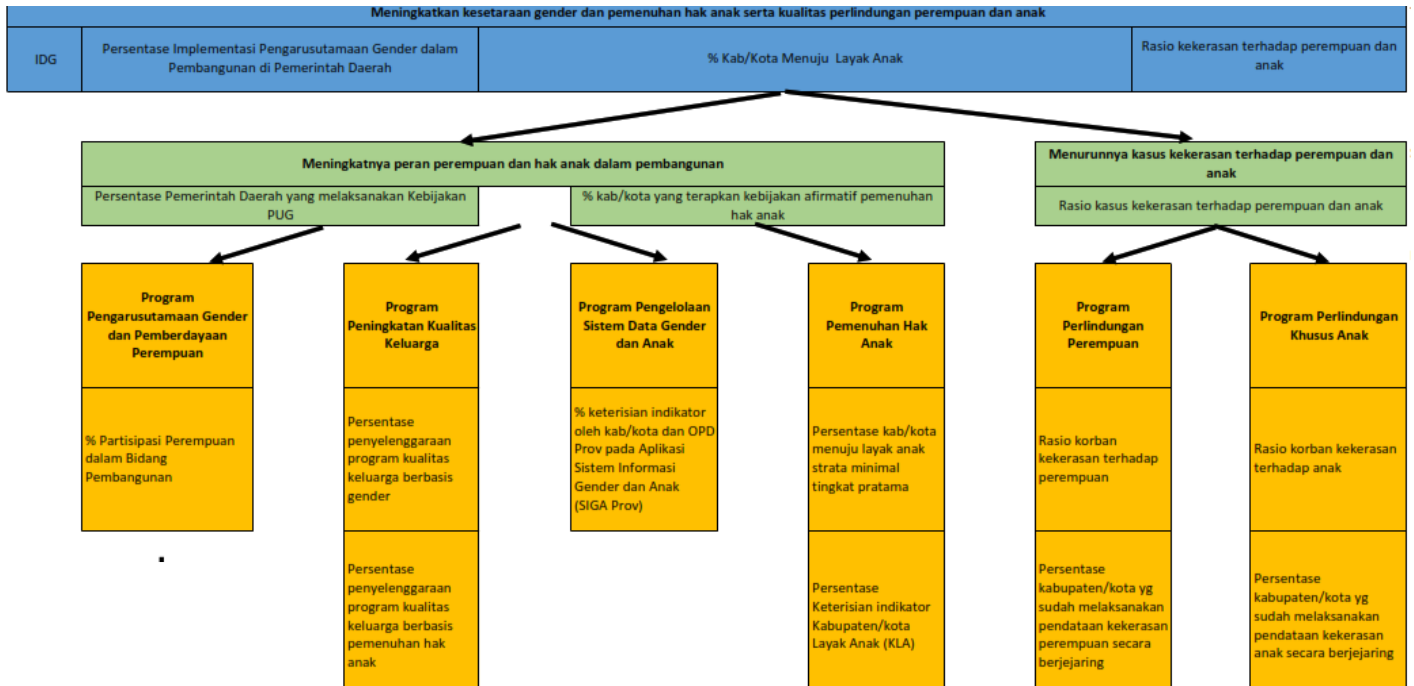 Meningkatkan kesetaraan gender dan pemenuhan hak anak serta kualitas perlindungan perempuan dan anak
IDG
Persentase Implementasi Pengarusutamaan Gender dalam
Pembangunan di Pemerintah Daerah
% Kab/Kota Menuju Layak Anak
Rasio kekerasan terhadap perempuan dan
anak
Meningkatnya peran perempuan dan hak anak dalam pembangunan
Persentase Pemerintah Daerah yang melaksanakan Kebijakan
PUG
% kab/kota yang terapkan kebijakan afirmatif pemenuhan
hak anak
Menurunnya kasus kekerasan terhadap perempuan dan
anak
Rasio kasus kekerasan terhadap perempuan dan anak
Program
Pengarusutamaan Gender
dan Pemberdayaan
Perempuan
% Partisipasi Perempuan
dalam Bidang
Pembangunan
Program
Peningkatan Kualitas
Keluarga
Persentase
penyelenggaraan
program kualitas
keluarga berbasis
gender
Persentase
penyelenggaraan
program kualitas
keluarga berbasis
pemenuhan hak
anak
Program Pengelolaan
Sistem Data Gender
dan Anak
% keterisian indikator
oleh kab/kota dan OPD
Prov pada Aplikasi
Sistem Informasi
Gender dan Anak
(SIGA Prov)
Program
Pemenuhan Hak
Anak
Persentase kab/kota
menuju layak anak
strata minimal
tingkat pratama
Persentase
Keterisian indikator
Kabupaten/kota
Layak Anak (KLA)
Program
Perlindungan
Perempuan
Rasio korban
kekerasan terhadap
perempuan
Persentase
kabupaten/kota yg
sudah melaksanakan
pendataan kekerasan
perempuan secara
berjejaring
Program Perlindungan
Khusus Anak
Rasio korban kekerasan
terhadap anak
Persentase
kabupaten/kota yg
sudah melaksanakan
pendataan kekerasan
anak secara berjejaring